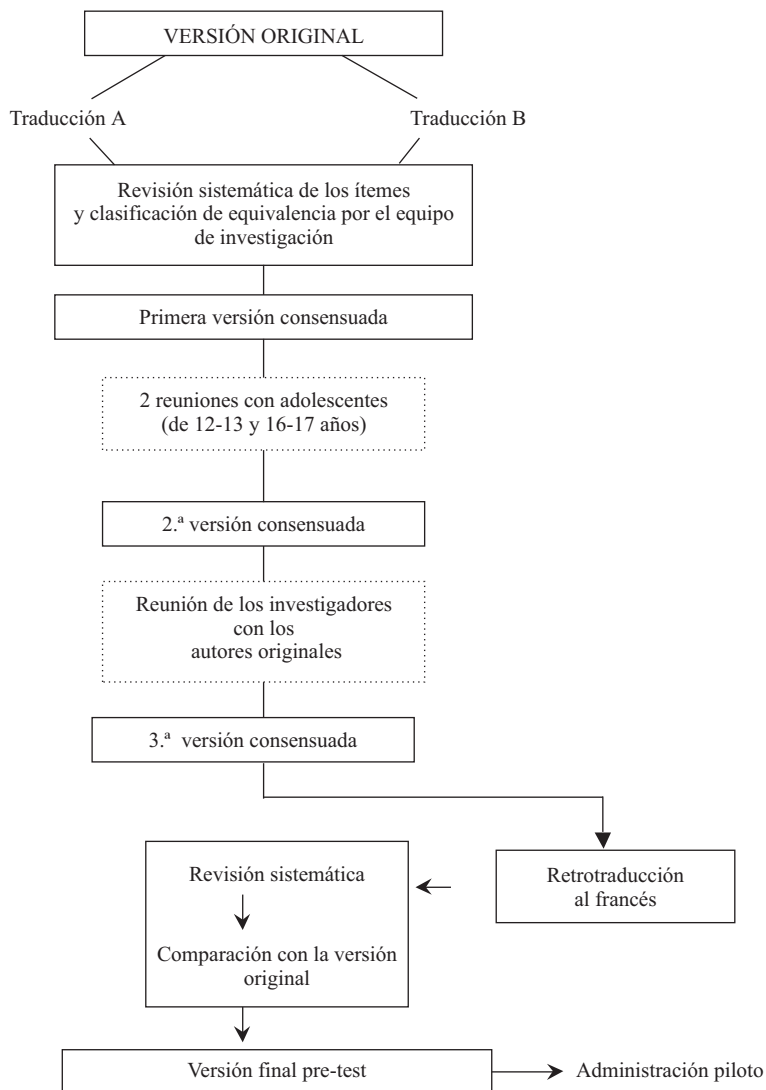 VERSIÓN ORIGINAL
Traducción A
Traducción B
Revisión sistemática de los ítemes
y clasificación de equivalencia por el equipo
de investigación
Primera versión consensuada
2 reuniones con adolescentes
(de 12-13 y 16-17 años)
2.ª versión consensuada
Reunión de los investigadores
con los
autores originales
3.ª versión consensuada
Retrotraducción
al francés
Revisión sistemática
Comparación con la versión
original
Versión final pre-test
Administración piloto